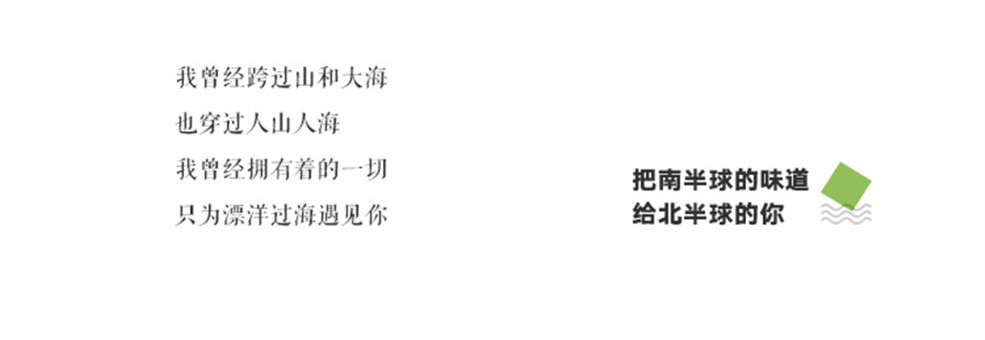 我曾经跨过山和大海
也穿过人山人海
我曾经拥有着的一切
只为漂洋过海遇见你
把南半球的味道
给北半球的你